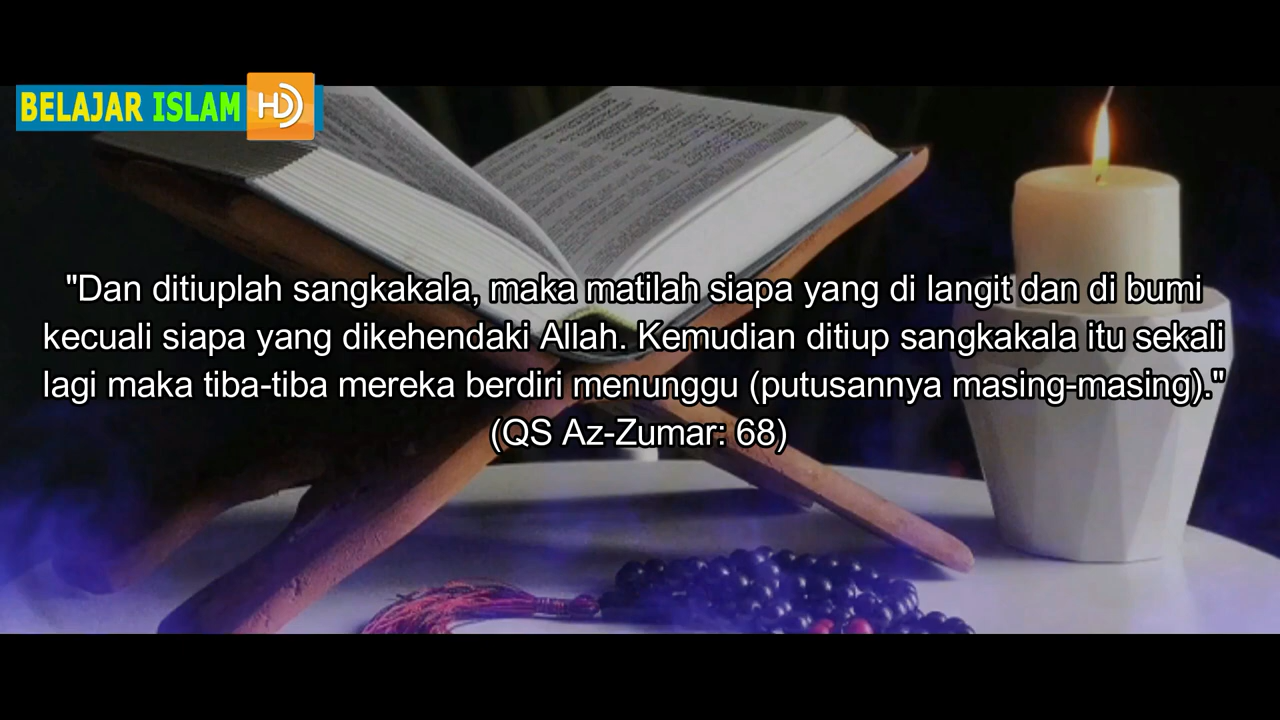 BELAJAR ISLAM HD
"Dan ditiuplah sangkakala, maka matilah siapa yang di langit dan di bumi
kecuali siapa yang dikehendaki Allah. Kemudian ditiup sangkakala itu sekali
lagi maka tiba-tiba mereka berdiri menunggu (putusannya masing-masing)."
(QS Az-Zumar: 68)